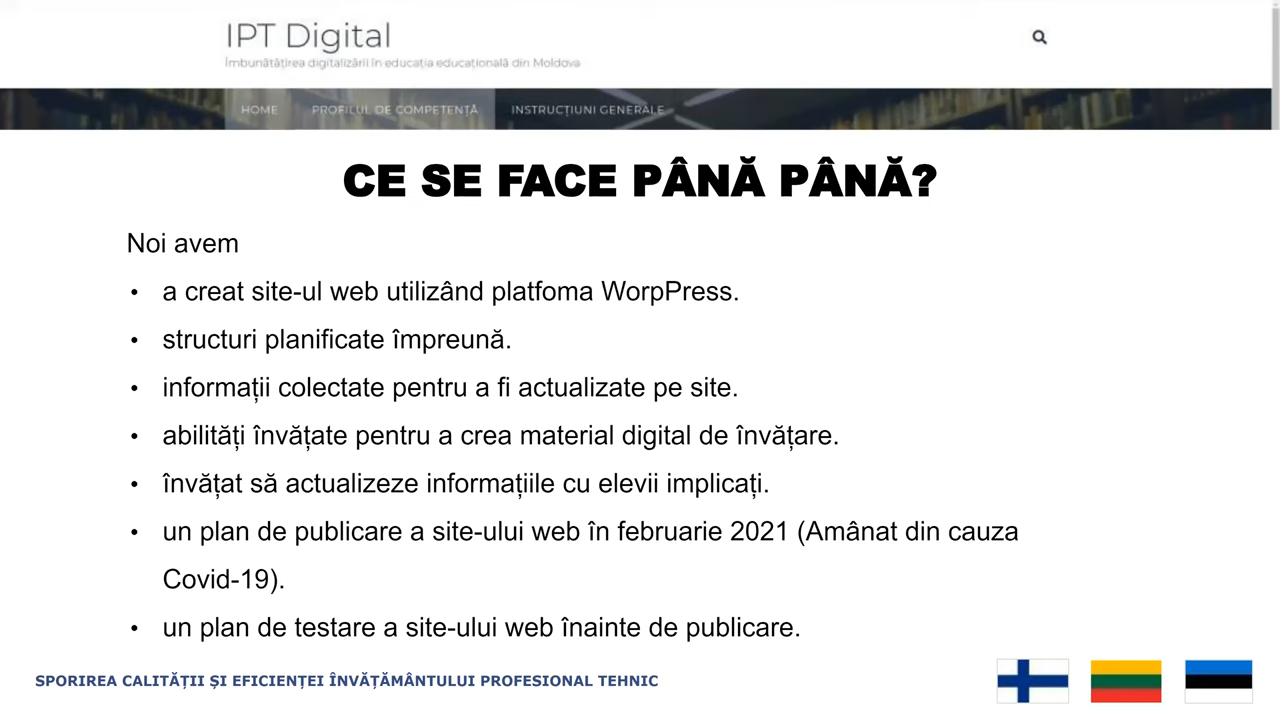 IPT Digital
Îmbunătățirea digitalizării în educația educațională din Moldova
HOME PROFILUL DE COMPETENȚĂ INSTRUCȚIUNI GENERALE
CE SE FACE PÂNĂ PÂNĂ?
Noi avem
• a creat site-ul web utilizând platfoma WorpPress.
• structuri planificate împreună.
• informații colectate pentru a fi actualizate pe site.
• abilități învățate pentru a crea material digital de învățare.
• învățat să actualizeze informațiile cu elevii implicați.
• un plan de publicare a site-ului web în februarie 2021 (Amânat din cauza
Covid-19).
• un plan de testare a site-ului web înainte de publicare.
SPORIREA CALITĂȚII ȘI EFICIENȚEI ÎNVĂȚĂMÂNTULUI PROFESIONAL TEHNIC